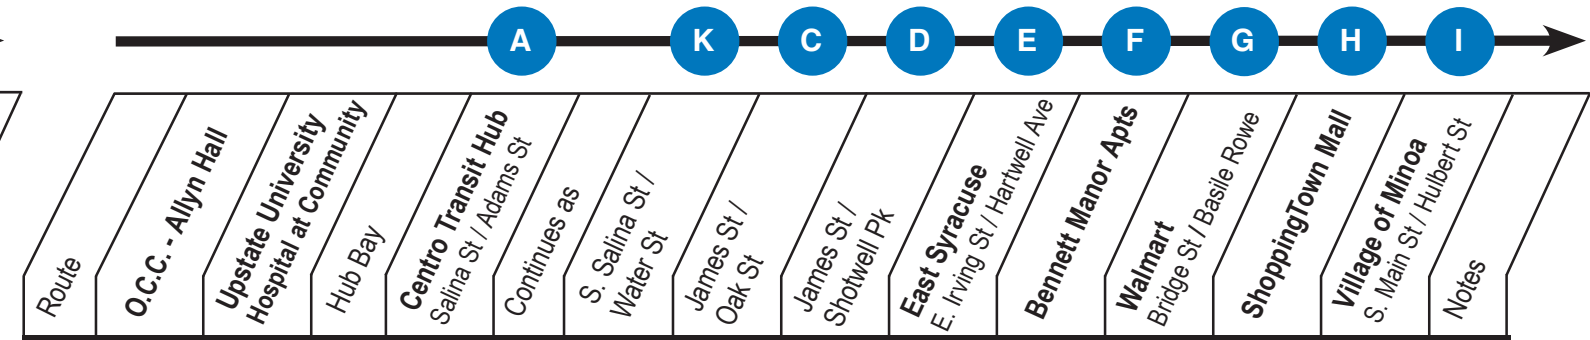 A K C D E F G H I
Route
O.C.C. - Allyn Hall
Upstate University
Hospital at Community
Hub Bay
Centro Transit Hub
Salina St / Adams St
Continues as
S. Salina St /
Water St
James St /
Oak St
James St /
Shotwell Pk
East Syracuse
E. Irving St / Hartwell Ave
Bennett Manor Apts
Walmart
Bridge St / Basile Rowe
ShoppingTown Mall
Village of Minoa
S. Main St / Hulbert St
Notes